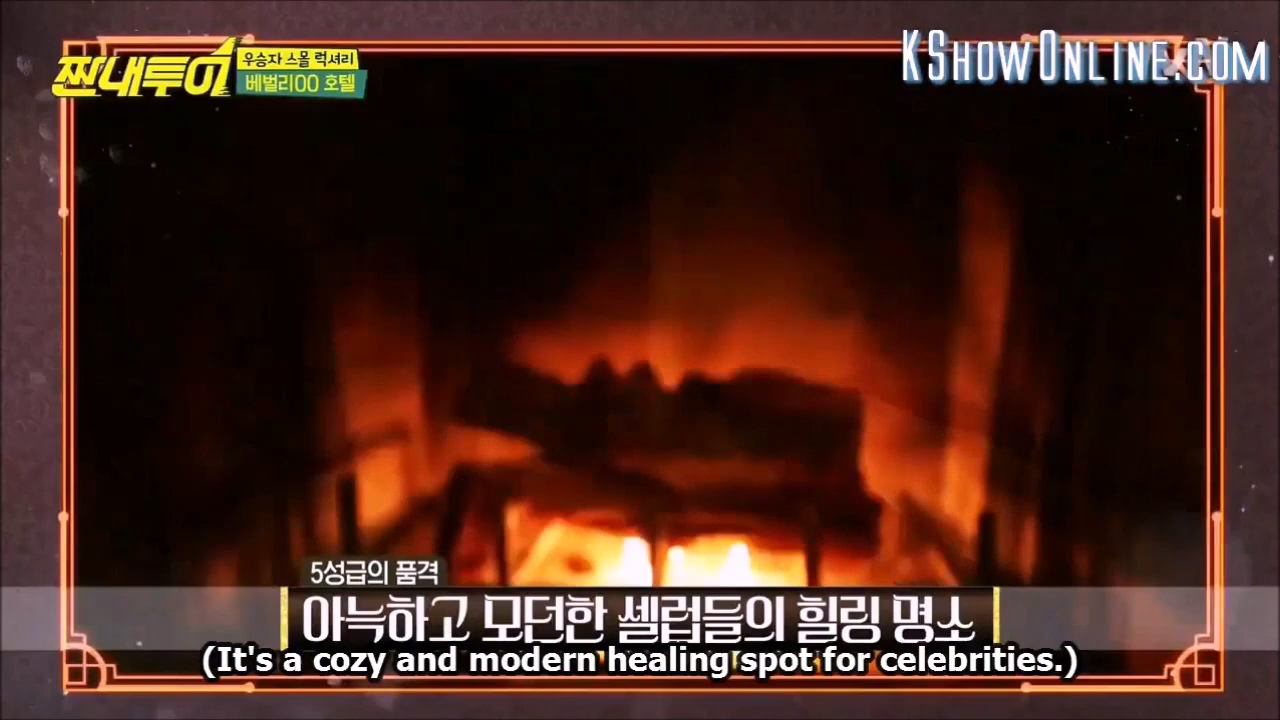 짠내투어
우승자 스몰 럭셔리
베벌리OO 호텔
KShowOnline.com
5성급의 품격
아늑하고 모던한 셀럽들의 힐링 명소
(It's a cozy and modern healing spot for celebrities.)